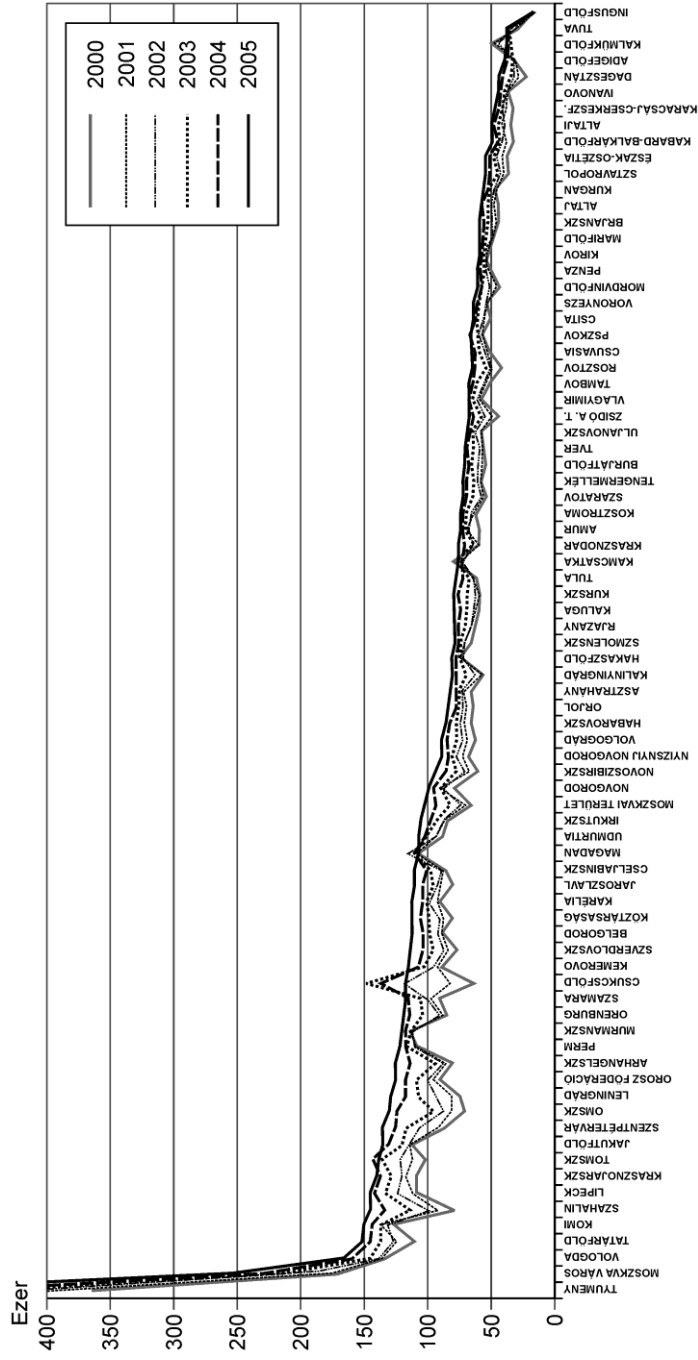 Ezer
400
350
300
250
200
150
100
50
0
2000
2001
2002
2003
2004
2005
TYUMENY
MOSZKVA VÁROS
VOLOGDA
TATÁRFÖLD
KOMI
SZAHALIN
LIPECK
KRASZNOJARSZK
TOMSZK
JAKUTFÖLD
SZENTPÉTERVÁR
OMSZK
LENINGRÁD
OROSZ FÖDERÁCIÓ
ARHANGELSZK
PERM
MURMANSZK
ORENBURG
SZAMARA
CSUKCSFÖLD
KEMEROVO
SZVERDLOVSZK
BELGOROD
KÖZTÁRSASÁG
KARÉLIA
JAROSZLAVL
CSELJABINSZK
MAGADAN
UDMURTIA
IRKUTSZK
MOSZKVAI TERÜLET
NOVGOROD
NOVOSZIBIRSZK
NYIZSNYIJ NOVGOROD
VOLGOGRÁD
HABAROVSZK
ORJOL
ASZTRAHÁNY
KALINYINGRÁD
HAKASZFÖLD
SZMOLENSZK
RJAZANY
KALUGA
KURSZK
TULA
KAMCSATKA
KRASZNODAR
AMUR
KOSZTROMA
SZARATOV
TENGERMELLÉK
BURJÁTFÖLD
TVER
ULJANOVSZK
ZSIDÓ A. T.
VLAGYIMIR
TAMBOV
ROSZTOV
CSUVASIA
PSZKOV
CSITA
VORONYEZS
MORDVINFÖLD
PENZA
KIROV
MARIFÖLD
BRJANSZK
ALTAJ
KURGAN
SZTAVROPOL
ÉSZAK-OSZÉTIA
KABARD-BALKÁRFÖLD
ALTAJI
KARACSÁJ-CSERKESZF.
IVANOVO
DAGESZTÁN
ADIGEFÖLD
KALMÜKFÖLD
TUVA
INGUSFÖLD